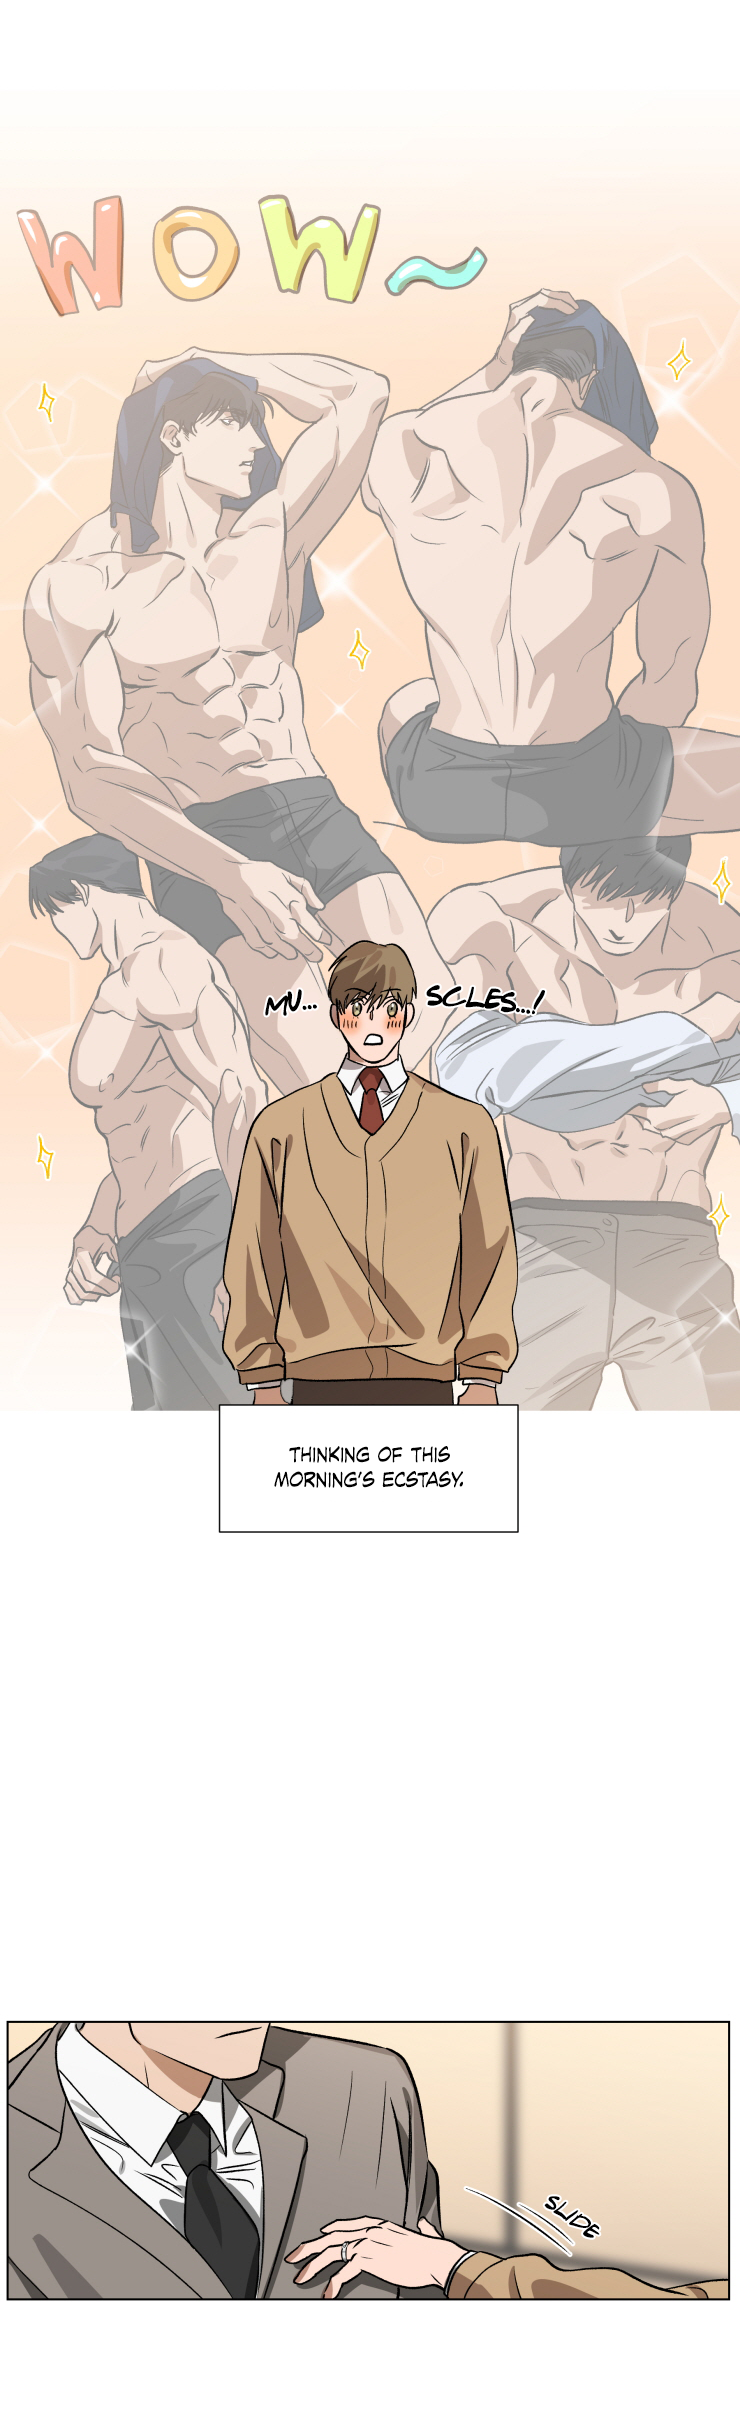 WOW~
MU... SCLES...!
THINKING OF THIS
MORNING'S ECSTASY.
SLIDE